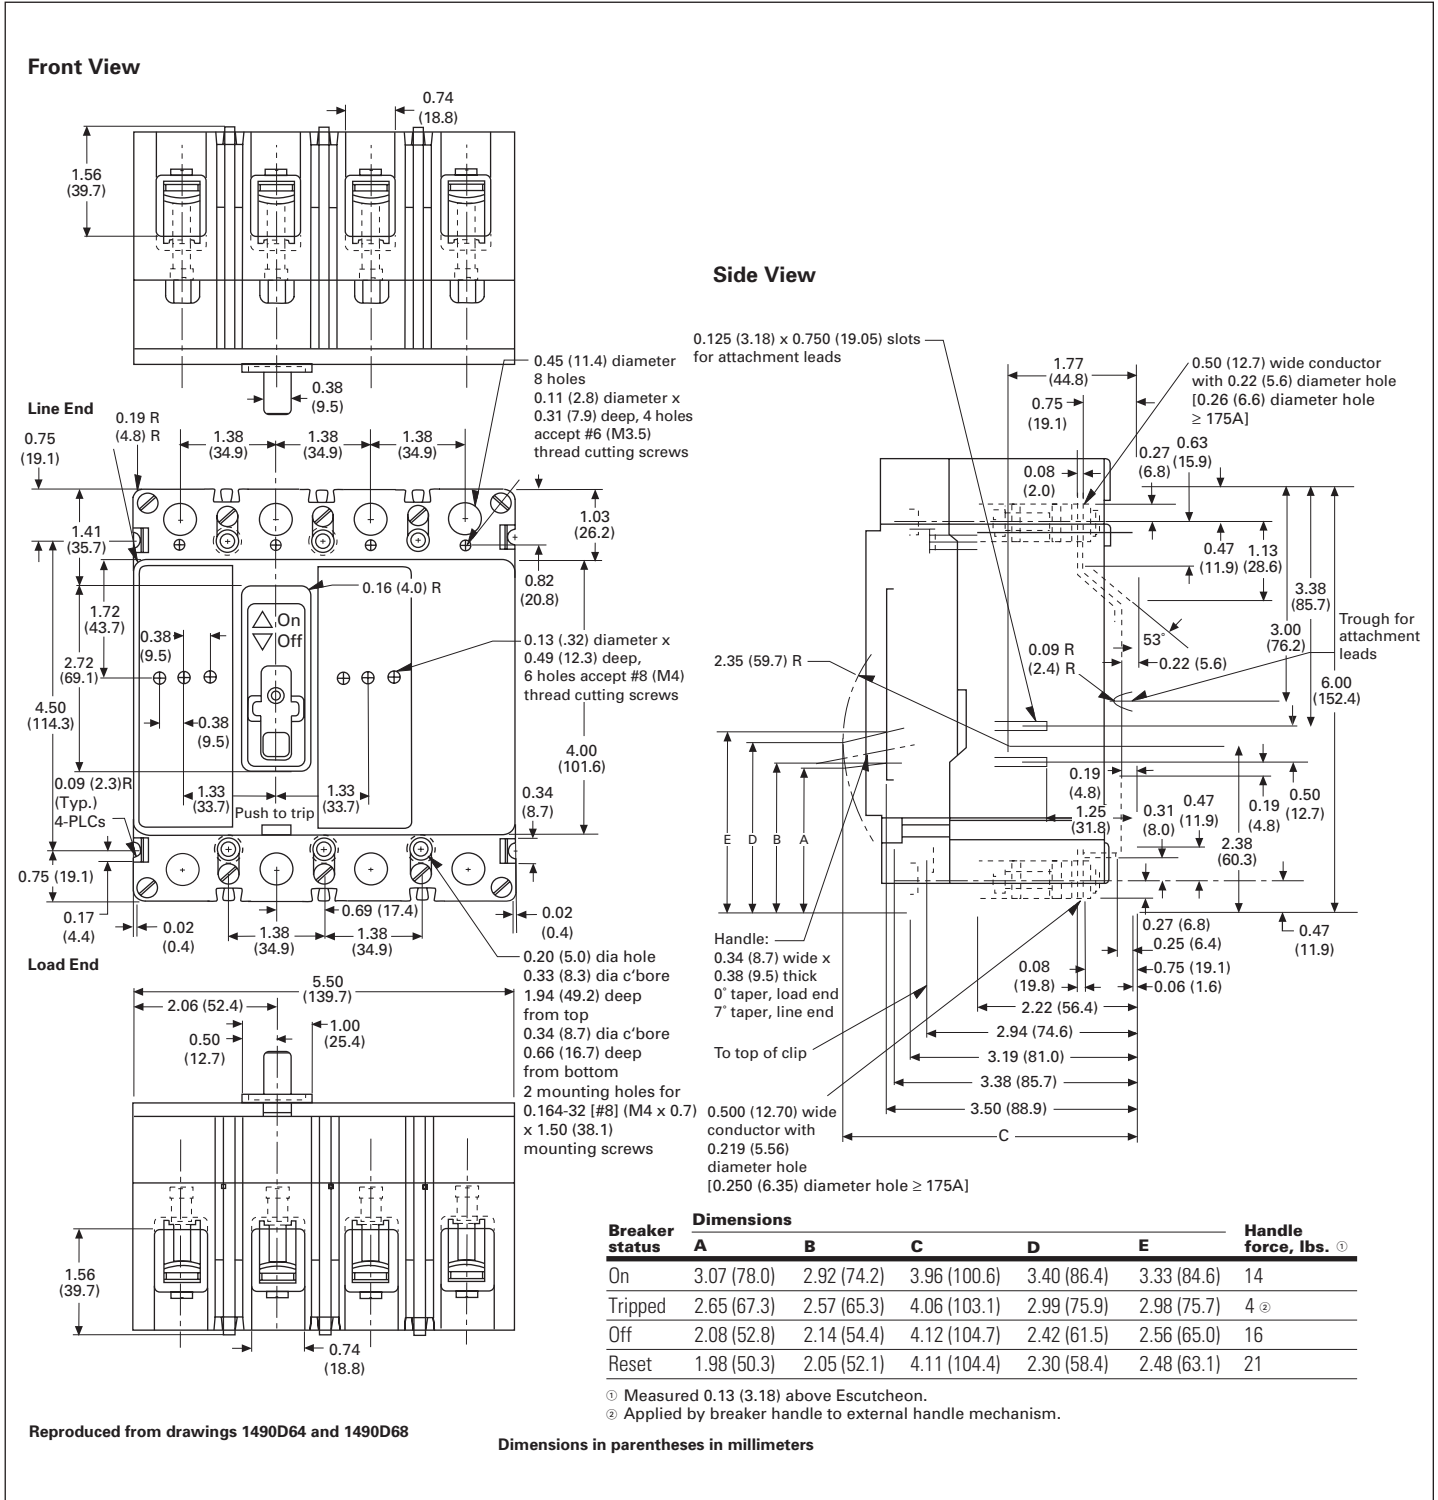 Front View
0.74
(18.8)
1.56
(39.7)
0.38
(9.5)
Line End
0.19 R
(4.8) R
0.75
(19.1)
1.38
(34.9)
1.38
(34.9)
1.38
(34.9)
0.45 (11.4) diameter
8 holes
0.11 (2.8) diameter x
0.31 (7.9) deep, 4 holes
accept #6 (M3.5)
thread cutting screws
1.41
(35.7)
1.03
(26.2)
0.82
(20.8)
0.16 (4.0) R
On
Off
1.72
(43.7)
0.38
(9.5)
2.72
(69.1)
4.50
(114.3)
0.38
(9.5)
0.13 (.32) diameter x
0.49 (12.3) deep,
6 holes accept #8 (M4)
thread cutting screws
4.00
(101.6)
0.09 (2.3)R
(Typ.)
4-PLCs
1.33
(33.7)
1.33
(33.7)
Push to trip
0.34
(8.7)
0.75 (19.1)
0.17
(4.4)
0.02
(0.4)
0.69 (17.4)
1.38
(34.9)
1.38
(34.9)
0.02
(0.4)
Load End
0.20 (5.0) dia hole
0.33 (8.3) dia c'bore
1.94 (49.2) deep
from top
0.34 (8.7) dia c'bore
0.66 (16.7) deep
from bottom
2 mounting holes for
0.164-32 [#8] (M4 x 0.7)
x 1.50 (38.1)
mounting screws
5.50
(139.7)
2.06 (52.4)
0.50
(12.7)
1.00
(25.4)
1.56
(39.7)
0.74
(18.8)
Side View
0.125 (3.18) x 0.750 (19.05) slots
for attachment leads
1.77
(44.8)
0.75
(19.1)
0.50 (12.7) wide conductor
with 0.22 (5.6) diameter hole
[0.26 (6.6) diameter hole
≥ 175A]
0.08
(2.0)
0.27
(6.8)
0.63
(15.9)
0.47
(11.9)
1.13
(28.6)
3.38
(85.7)
3.00
(76.2)
Trough for
attachment
leads
53°
0.09 R
(2.4) R
0.22 (5.6)
6.00
(152.4)
2.35 (59.7) R
0.19
(4.8)
1.25
(31.8)
0.31
(8.0)
0.47
(11.9)
0.19
(4.8)
0.50
(12.7)
2.38
(60.3)
E
D
B
A
Handle:
0.34 (8.7) wide x
0.38 (9.5) thick
0° taper, load end
7° taper, line end
0.27 (6.8)
0.25 (6.4)
0.47
(11.9)
0.08
(19.8)
0.75 (19.1)
0.06 (1.6)
2.22 (56.4)
2.94 (74.6)
To top of clip
3.19 (81.0)
3.38 (85.7)
3.50 (88.9)
C
0.500 (12.70) wide
conductor with
0.219 (5.56)
diameter hole
[0.250 (6.35) diameter hole ≥ 175A]
Breaker status Dimensions Handle force, lbs. ①
A B C D E
On 3.07 (78.0) 2.92 (74.2) 3.96 (100.6) 3.40 (86.4) 3.33 (84.6) 14
Tripped 2.65 (67.3) 2.57 (65.3) 4.06 (103.1) 2.99 (75.9) 2.98 (75.7) 4 ②
Off 2.08 (52.8) 2.14 (54.4) 4.12 (104.7) 2.42 (61.5) 2.56 (65.0) 16
Reset 1.98 (50.3) 2.05 (52.1) 4.11 (104.4) 2.30 (58.4) 2.48 (63.1) 21
① Measured 0.13 (3.18) above Escutcheon.
② Applied by breaker handle to external handle mechanism.
Reproduced from drawings 1490D64 and 1490D68
Dimensions in parentheses in millimeters